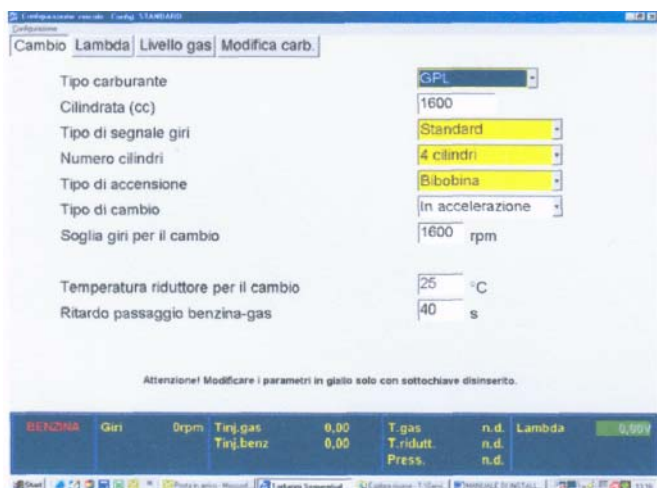 Configurazione veicolo - Config. STANDARD
Configurazione
Cambio Lambda Livello gas Modifica carb.
Tipo carburante GPL
Cilindrata (cc) 1600
Tipo di segnale giri Standard
Numero cilindri 4 cilindri
Tipo di accensione Bibobina
Tipo di cambio In accelerazione
Soglia giri per il cambio 1600 rpm
Temperatura riduttore per il cambio 25 °C
Ritardo passaggio benzina-gas 40 s
Attenzione! Modificare i parametri in giallo solo con sottochiave disinserito.
BENZINA Giri 0rpm Tinj.gas 0,00 T.gas n.d. Lambda 0,00V
Tinj.benz 0,00 T.ridutt. n.d.
Press. n.d.
Start